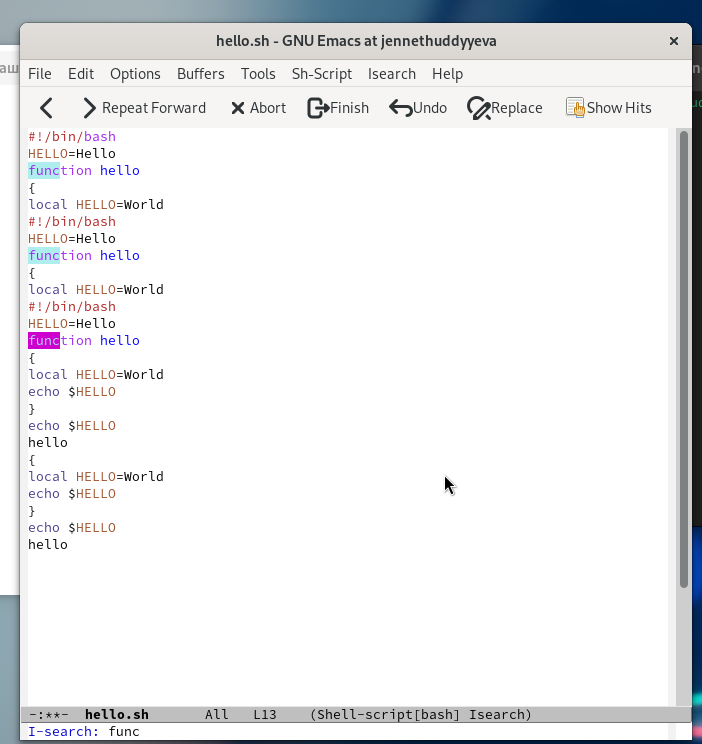 hello.sh - GNU Emacs at jennethuddyyeva
File Edit Options Buffers Tools Sh-Script Isearch Help
Repeat Forward Abort Finish Undo Replace Show Hits
#!/bin/bash
HELLO=Hello
function hello
{
local HELLO=World
#!/bin/bash
HELLO=Hello
function hello
{
local HELLO=World
#!/bin/bash
HELLO=Hello
function hello
{
local HELLO=World
echo $HELLO
}
echo $HELLO
hello
{
local HELLO=World
echo $HELLO
}
echo $HELLO
hello
-:**- hello.sh All L13 (Shell-script[bash] Isearch)
I-search: func